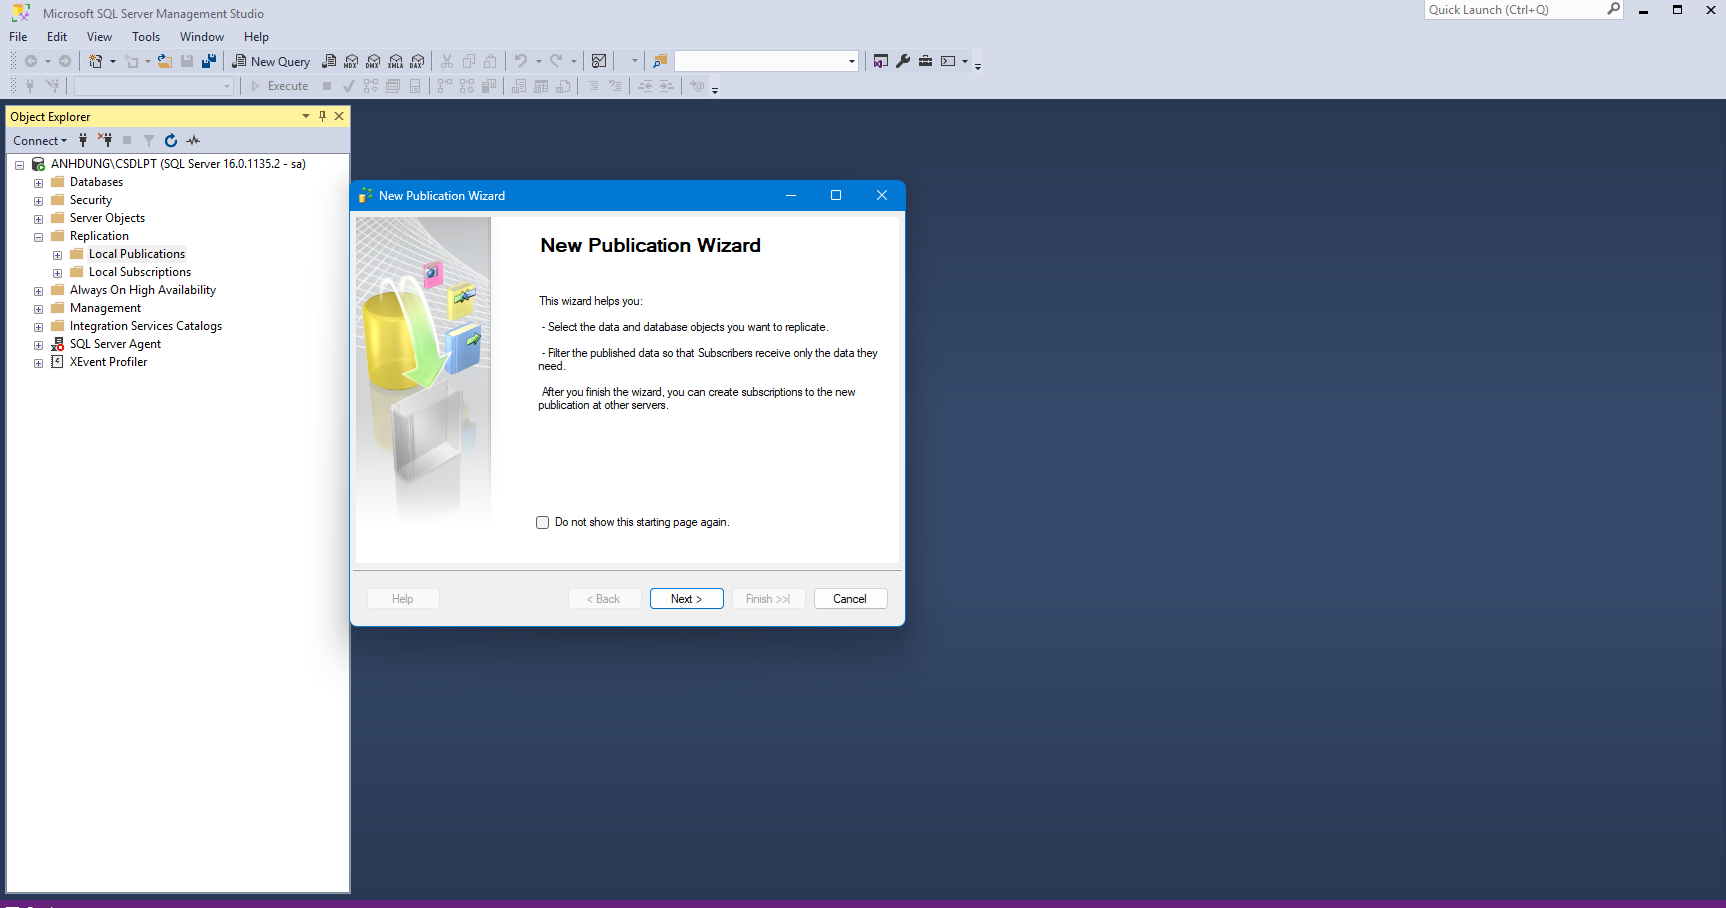 Microsoft SQL Server Management Studio
Quick Launch (Ctrl+Q)
File Edit View Tools Window Help
New Query MDX DMX XMLA DAX
Execute
Object Explorer
Connect
ANHDUNG\CSDLPT (SQL Server 16.0.1135.2 - sa)
Databases
Security
Server Objects
Replication
Local Publications
Local Subscriptions
Always On High Availability
Management
Integration Services Catalogs
SQL Server Agent
XEvent Profiler
New Publication Wizard
New Publication Wizard
This wizard helps you:
- Select the data and database objects you want to replicate.
- Filter the published data so that Subscribers receive only the data they
need.
After you finish the wizard, you can create subscriptions to the new
publication at other servers.
Do not show this starting page again.
Help < Back Next > Finish >>| Cancel